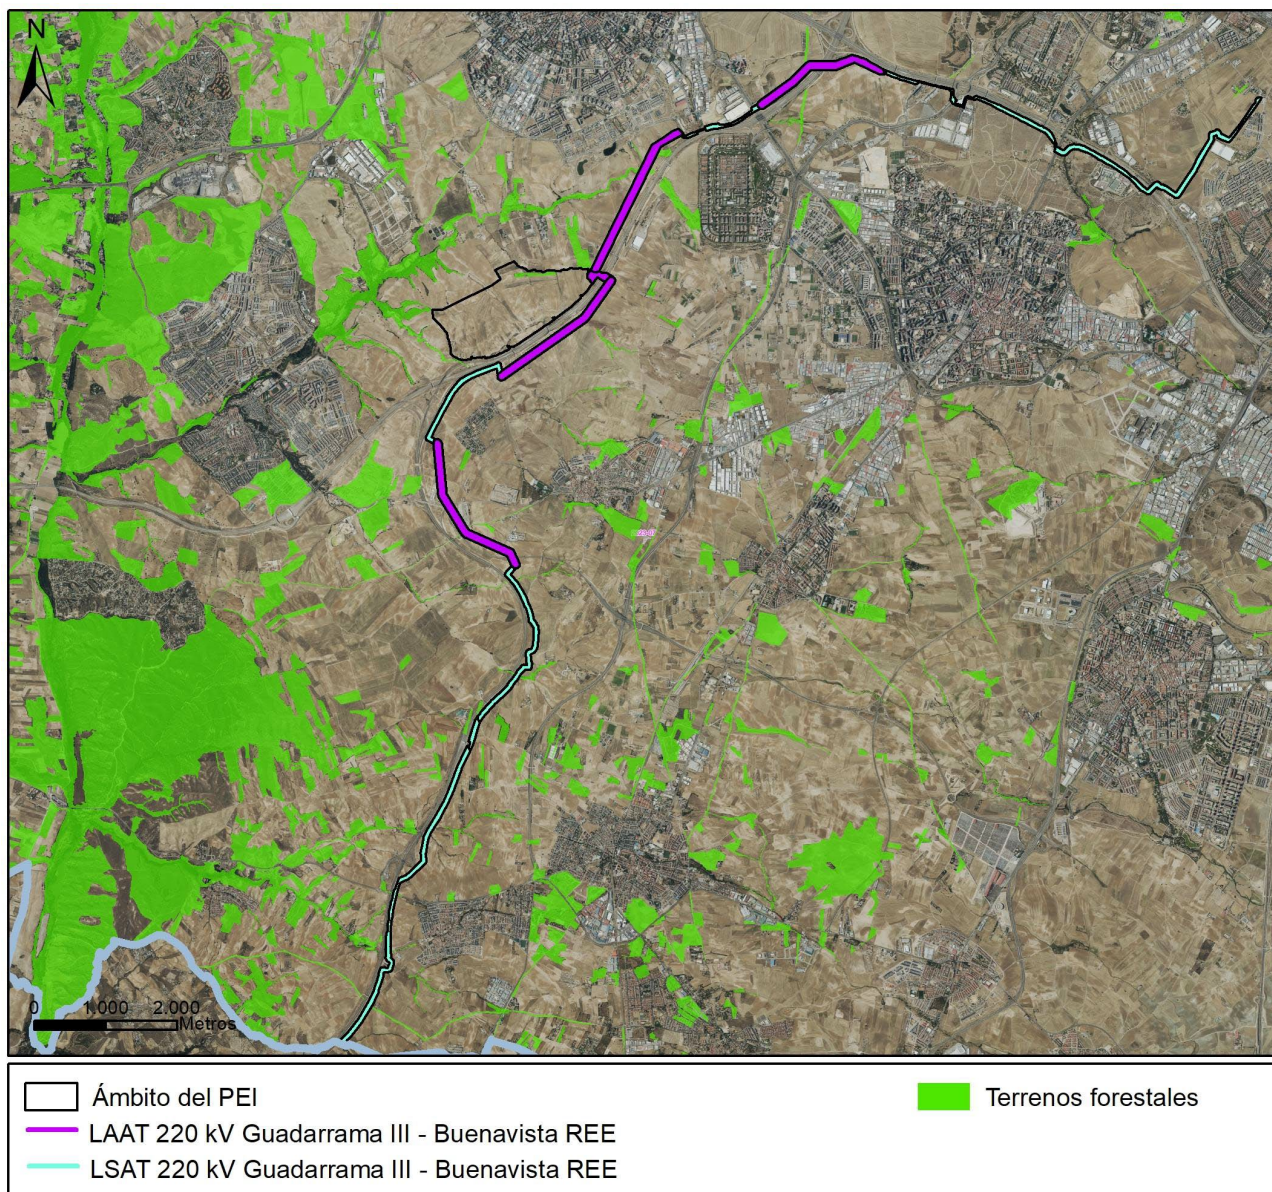 N
0 1.000 2.000
Metros
Ámbito del PEI
LAAT 220 kV Guadarrama III - Buenavista REE
LSAT 220 kV Guadarrama III - Buenavista REE
Terrenos forestales